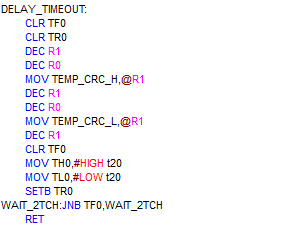 DELAY_TIMEOUT:
CLR TF0
CLR TR0
DEC R1
DEC R0
MOV TEMP_CRC_H,@R1
DEC R1
DEC R0
MOV TEMP_CRC_L,@R1
DEC R1
CLR TF0
MOV TH0,#HIGH t20
MOV TL0,#LOW t20
SETB TR0
WAIT_2TCH:JNB TF0,WAIT_2TCH
RET